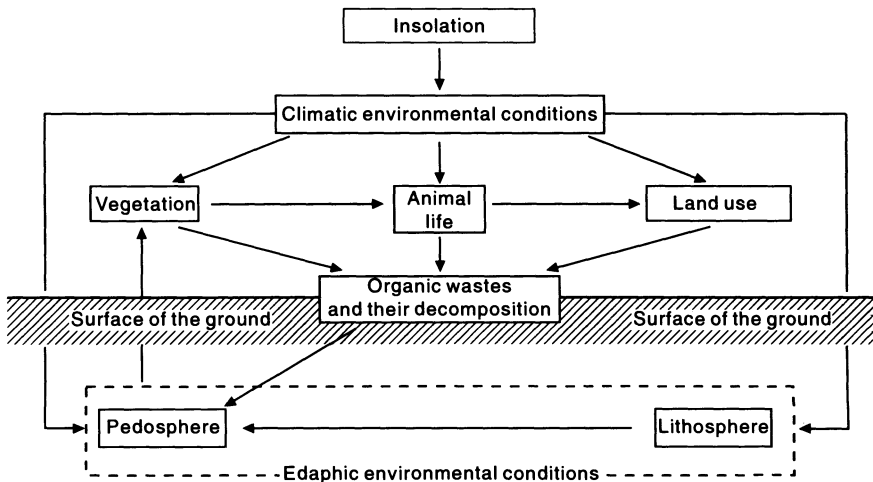 Insolation
Climatic environmental conditions
Vegetation
Animal
life
Land use
Organic wastes
and their decomposition
Surface of the ground
Surface of the ground
Pedosphere
Lithosphere
Edaphic environmental conditions